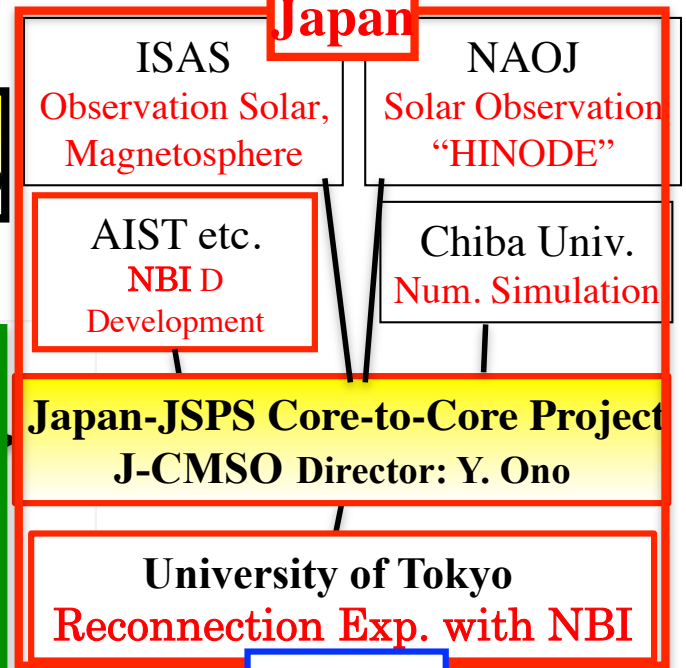 Japan
ISAS
Observation Solar,
Magnetosphere
NAOJ
Solar Observation
“HINODE”
AIST etc.
NBI D
Development
Chiba Univ.
Num. Simulation
Japan-JSPS Core-to-Core Project
J-CMSO Director: Y. Ono
University of Tokyo
Reconnection Exp. with NBI